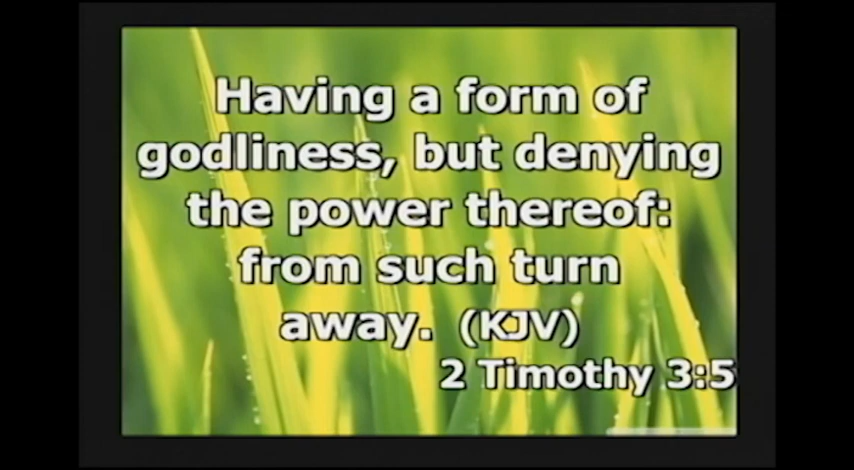 Having a form of
godliness, but denying
the power thereof:
from such turn
away. (KJV)
2 Timothy 3:5